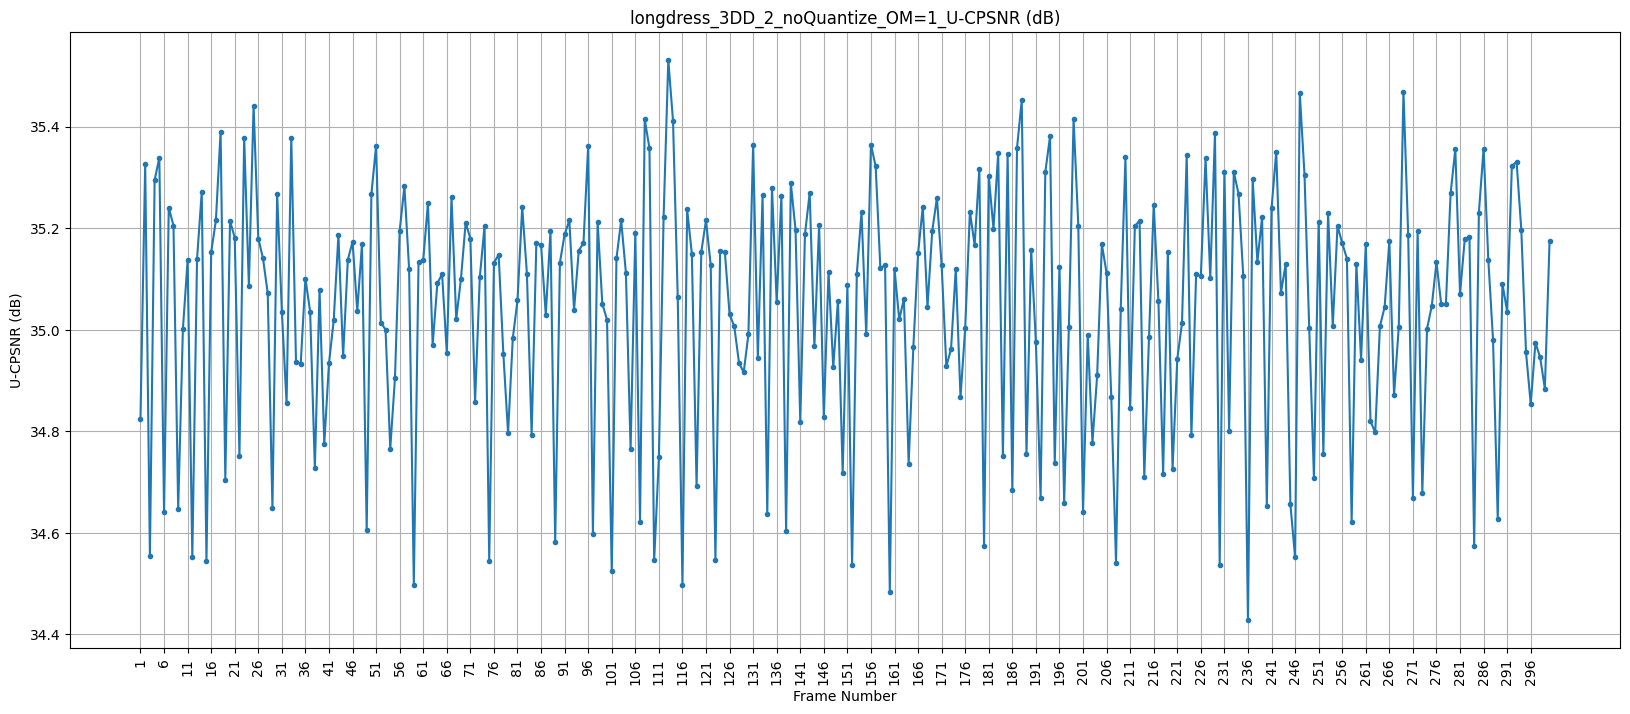 longdress_3DD_2_noQuantize_OM=1_U-CPSNR (dB)
U-CPSNR (dB)
35.4
35.2
35.0
34.8
34.6
34.4
1 6 11 16 21 26 31 36 41 46 51 56 61 66 71 76 81 86 91 96 101 106 111 116 121 126 131 136 141 146 151 156 161 166 171 176 181 186 191 196 201 206 211 216 221 226 231 236 241 246 251 256 261 266 271 276 281 286 291 296
Frame Number